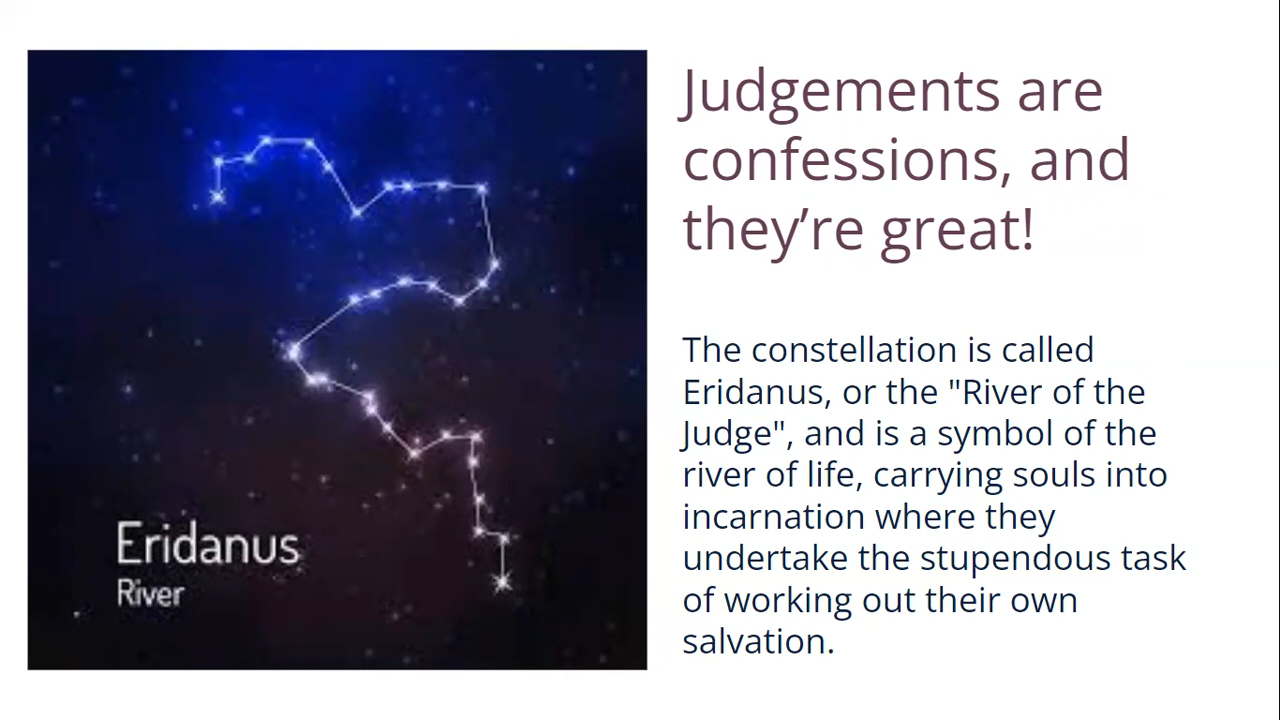 Judgements are
confessions, and
they’re great!
The constellation is called
Eridanus, or the "River of the
Judge", and is a symbol of the
river of life, carrying souls into
incarnation where they
undertake the stupendous task
of working out their own
salvation.
Eridanus
River